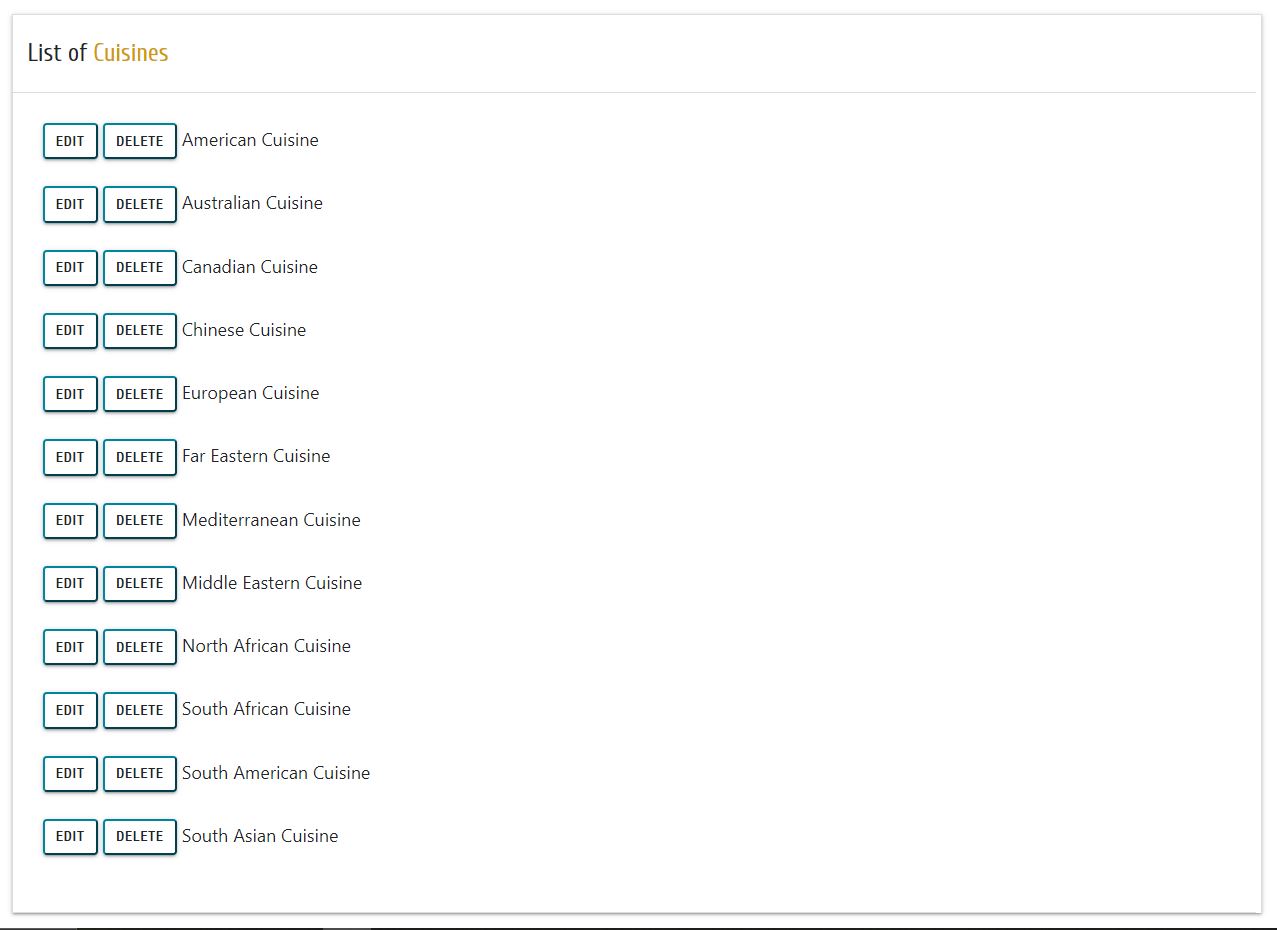 List of Cuisines
EDIT DELETE American Cuisine
EDIT DELETE Australian Cuisine
EDIT DELETE Canadian Cuisine
EDIT DELETE Chinese Cuisine
EDIT DELETE European Cuisine
EDIT DELETE Far Eastern Cuisine
EDIT DELETE Mediterranean Cuisine
EDIT DELETE Middle Eastern Cuisine
EDIT DELETE North African Cuisine
EDIT DELETE South African Cuisine
EDIT DELETE South American Cuisine
EDIT DELETE South Asian Cuisine